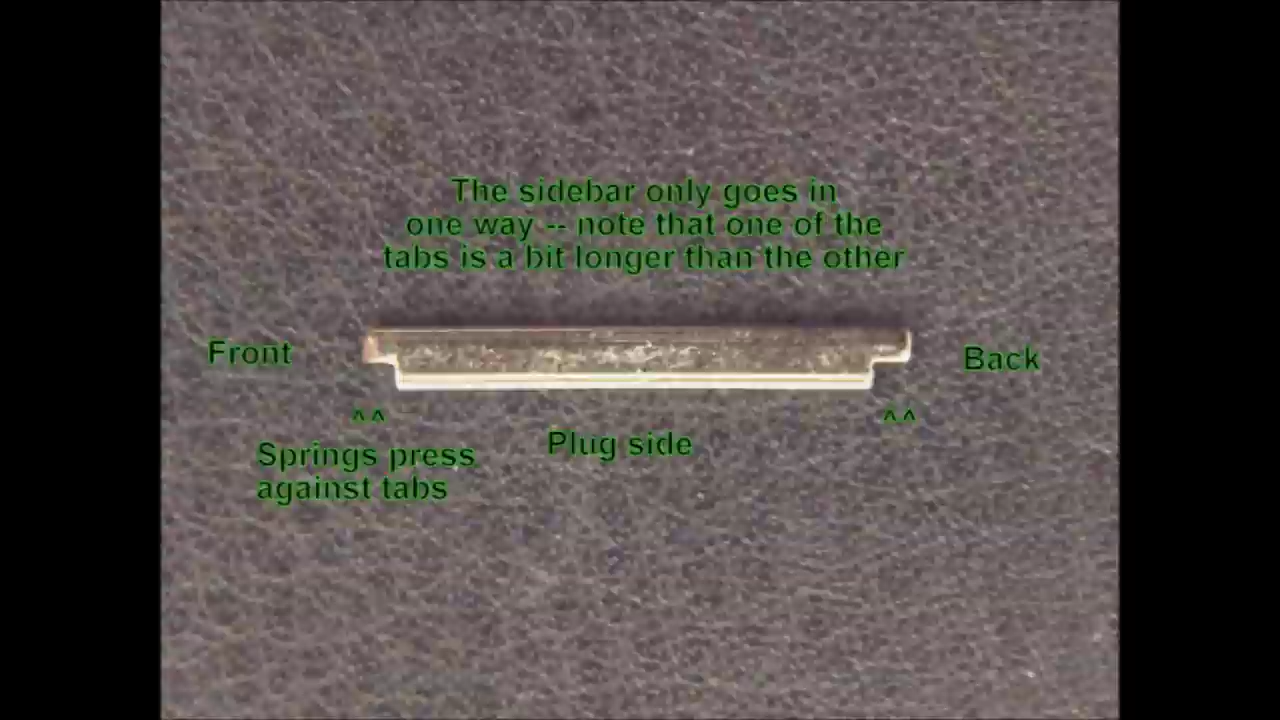 The sidebar only goes in
one way -- note that one of the
tabs is a bit longer than the other
Front
Back
^^
^^
Springs press
against tabs
Plug side